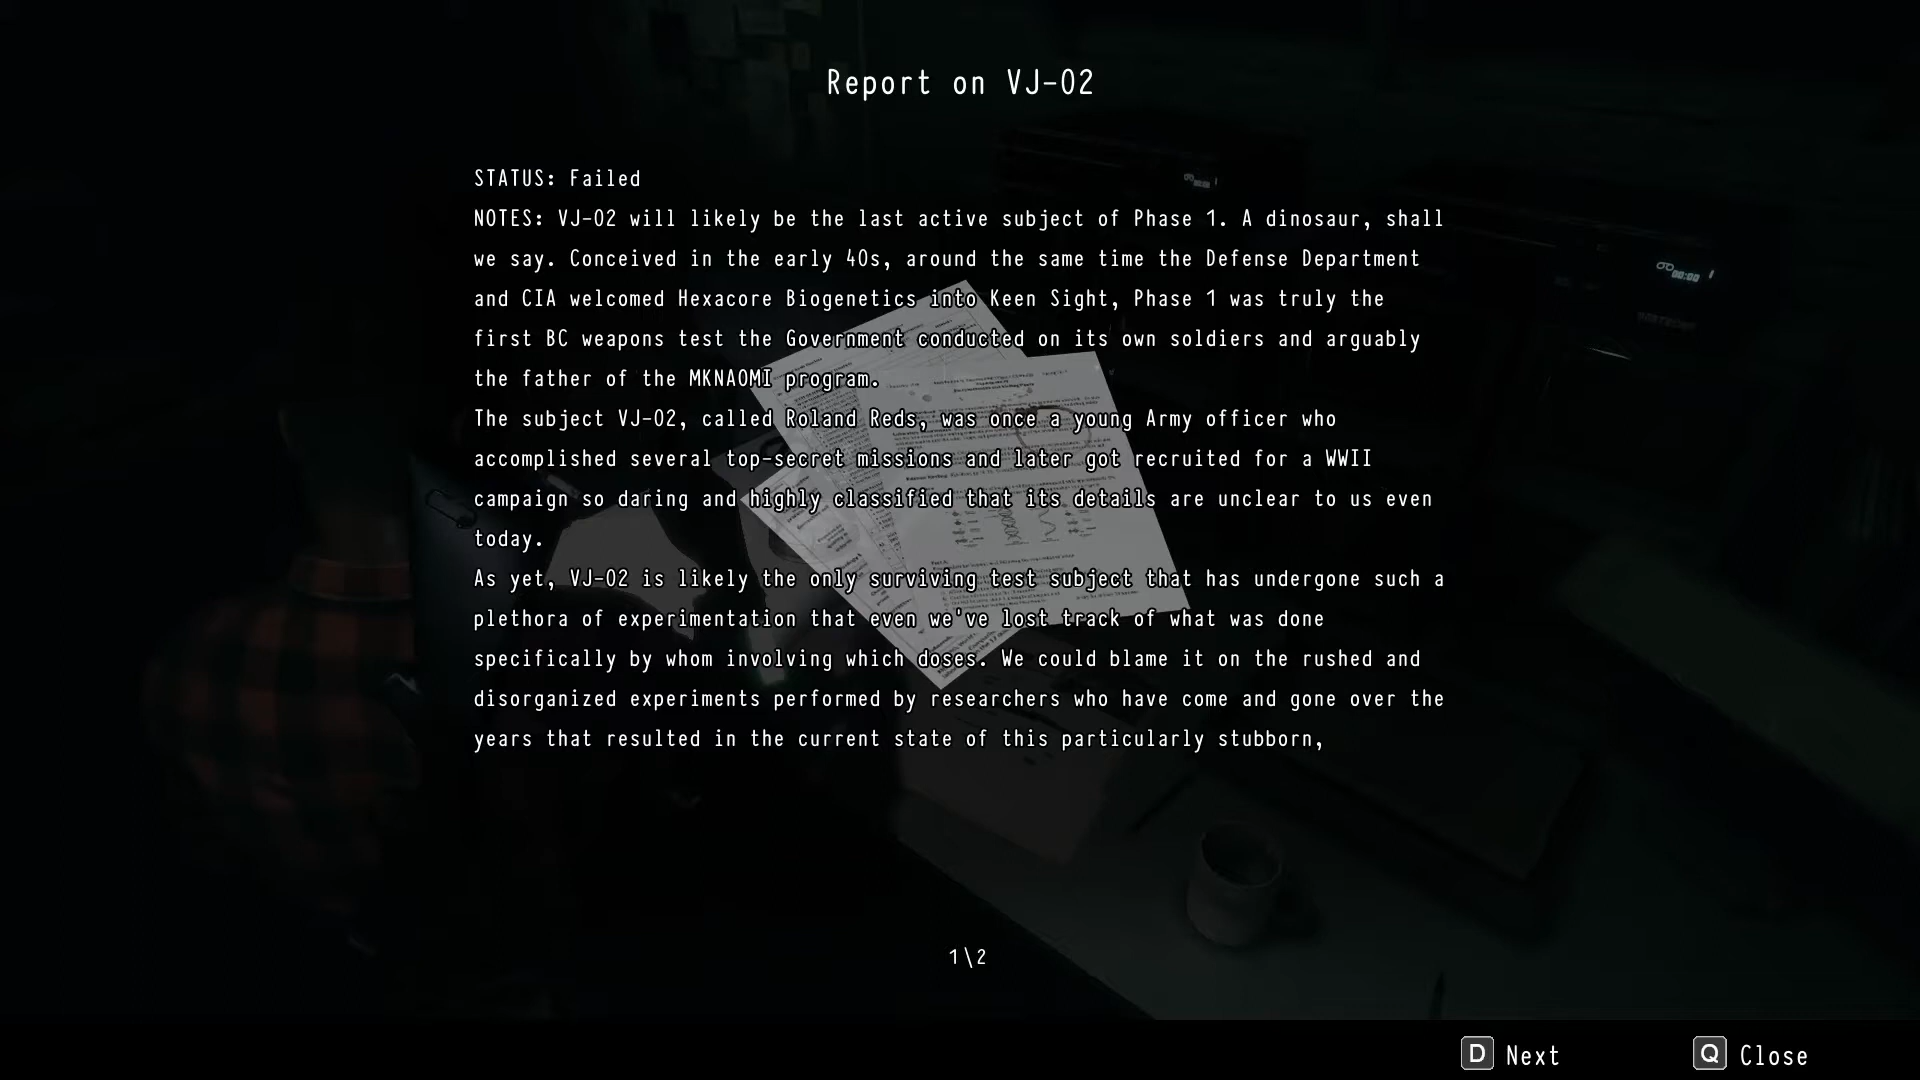 Report on VJ-02
STATUS: Failed
NOTES: VJ-02 will likely be the last active subject of Phase 1. A dinosaur, shall
we say. Conceived in the early 40s, around the same time the Defense Department
and CIA welcomed Hexacore Biogenetics into Keen Sight, Phase 1 was truly the
first BC weapons test the Government conducted on its own soldiers and arguably
the father of the MKNAOMI program.
The subject VJ-02, called Roland Reds, was once a young Army officer who
accomplished several top-secret missions and later got recruited for a WWII
campaign so daring and highly classified that its details are unclear to us even
today.
As yet, VJ-02 is likely the only surviving test subject that has undergone such a
plethora of experimentation that even we've lost track of what was done
specifically by whom involving which doses. We could blame it on the rushed and
disorganized experiments performed by researchers who have come and gone over the
years that resulted in the current state of this particularly stubborn,
1\2
D Next
Q Close